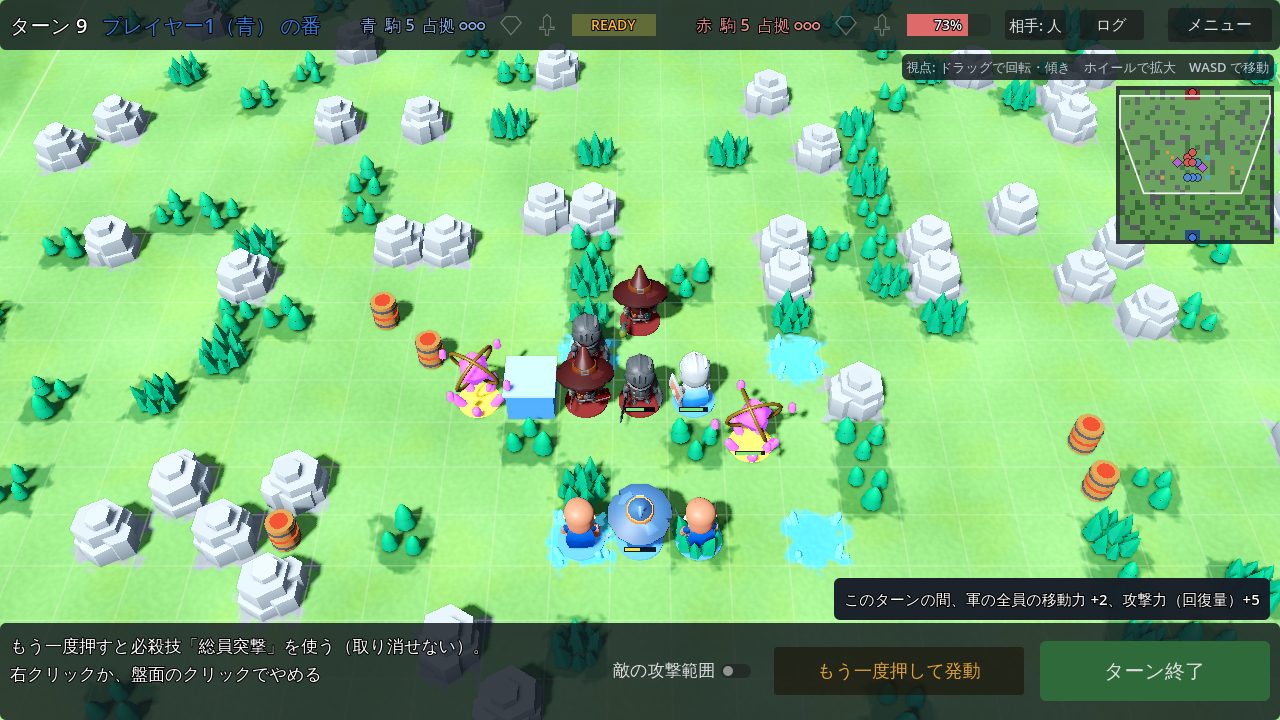 ターン 9 プレイヤー1（青）の番 青 駒 5 占拠 ○○○ READY 赤 駒 5 占拠 ○○○ 73% 相手: 人 ログ メニュー
視点: ドラッグで回転・傾き ホイールで拡大 WASD で移動
このターンの間、軍の全員の移動力 +2、攻撃力（回復量）+5
もう一度押すと必殺技「総員突撃」を使う（取り消せない）。
右クリックか、盤面のクリックでやめる
敵の攻撃範囲 もう一度押して発動 ターン終了